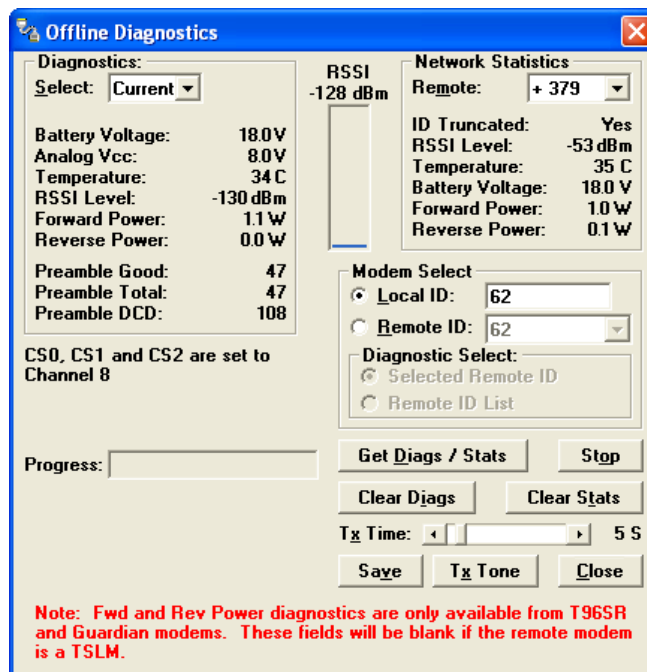 Offline Diagnostics
Diagnostics:
Select: Current
Battery Voltage: 18.0 V
Analog Vcc: 8.0 V
Temperature: 34 C
RSSI Level: -130 dBm
Forward Power: 1.1 W
Reverse Power: 0.0 W
Preamble Good: 47
Preamble Total: 47
Preamble DCD: 108
CS0, CS1 and CS2 are set to
Channel 8
Progress:
RSSI
-128 dBm
Network Statistics
Remote: + 379
ID Truncated: Yes
RSSI Level: -53 dBm
Temperature: 35 C
Battery Voltage: 18.0 V
Forward Power: 1.0 W
Reverse Power: 0.1 W
Modem Select
Local ID: 62
Remote ID: 62
Diagnostic Select:
Selected Remote ID
Remote ID List
Get Diags / Stats Stop
Clear Diags Clear Stats
Tx Time: 5 S
Save Tx Tone Close
Note: Fwd and Rev Power diagnostics are only available from T96SR
and Guardian modems. These fields will be blank if the remote modem
is a TSLM.